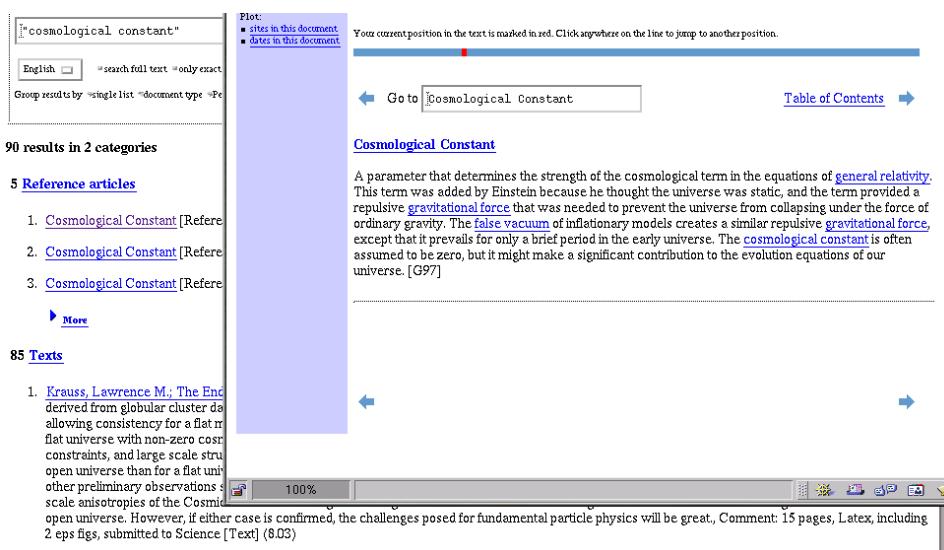 "cosmological constant"
English
search full text only exact
Group results by single list document type Pe
90 results in 2 categories
5 Reference articles
1. Cosmological Constant [Refere
2. Cosmological Constant [Refere
3. Cosmological Constant [Refere
More
85 Texts
1. Krauss, Lawrence M.; The End
derived from globular cluster da
allowing consistency for a flat m
flat universe with non-zero cosm
constraints, and large scale stru
open universe than for a flat univ
other preliminary observations s
scale anisotropies of the Cosmic
open universe. However, if either case is confirmed, the challenges posed for fundamental particle physics will be great., Comment: 15 pages, Latex, including
2 eps figs, submitted to Science [Text] (8.03)
Plot:
sites in this document
dates in this document
Your current position in the text is marked in red. Click anywhere on the line to jump to another position.
Go to Cosmological Constant
Table of Contents
Cosmological Constant
A parameter that determines the strength of the cosmological term in the equations of general relativity.
This term was added by Einstein because he thought the universe was static, and the term provided a
repulsive gravitational force that was needed to prevent the universe from collapsing under the force of
ordinary gravity. The false vacuum of inflationary models creates a similar repulsive gravitational force,
except that it prevails for only a brief period in the early universe. The cosmological constant is often
assumed to be zero, but it might make a significant contribution to the evolution equations of our
universe. [G97]
100%